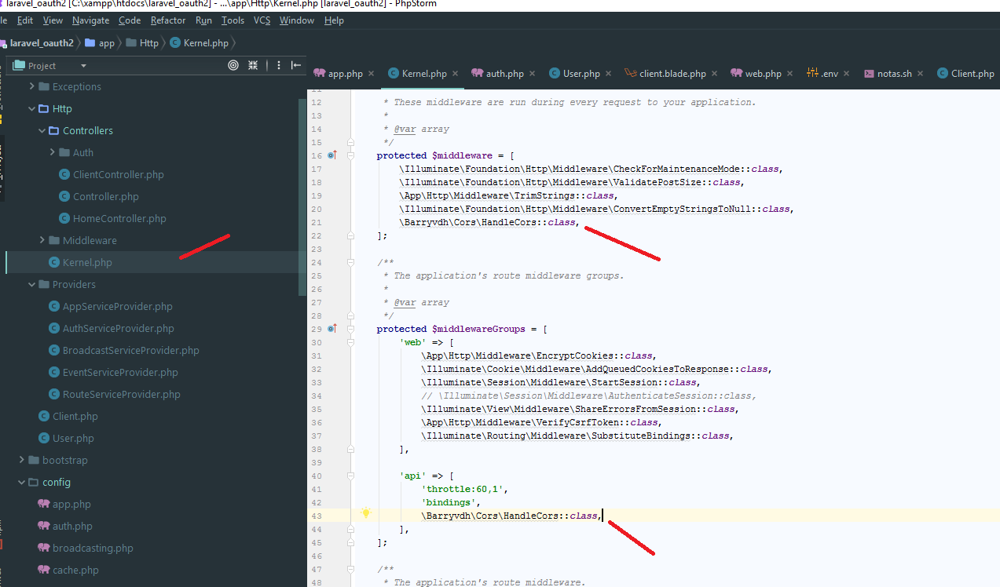 laravel_oauth2 [C:\xampp\htdocs\laravel_oauth2] - ...\app\Http\Kernel.php [laravel_oauth2] - PhpStorm
Edit View Navigate Code Refactor Run Tools VCS Window Help
laravel_oauth2 app Http Kernel.php
Project
app.php Kernel.php auth.php User.php client.blade.php web.php .env notas.sh Client.php
Exceptions
Http
Controllers
Auth
ClientController.php
Controller.php
HomeController.php
Middleware
Kernel.php
Providers
AppServiceProvider.php
AuthServiceProvider.php
BroadcastServiceProvider.php
EventServiceProvider.php
RouteServiceProvider.php
Client.php
User.php
bootstrap
config
app.php
auth.php
broadcasting.php
cache.php
12 * These middleware are run during every request to your application.
13 *
14 * @var array
15 */
16 protected $middleware = [
17 \Illuminate\Foundation\Http\Middleware\CheckForMaintenanceMode::class,
18 \Illuminate\Foundation\Http\Middleware\ValidatePostSize::class,
19 \App\Http\Middleware\TrimStrings::class,
20 \Illuminate\Foundation\Http\Middleware\ConvertEmptyStringsToNull::class,
21 \Barryvdh\Cors\HandleCors::class,
22 ];
23
24 /**
25 * The application's route middleware groups.
26 *
27 * @var array
28 */
29 protected $middlewareGroups = [
30 'web' => [
31 \App\Http\Middleware\EncryptCookies::class,
32 \Illuminate\Cookie\Middleware\AddQueuedCookiesToResponse::class,
33 \Illuminate\Session\Middleware\StartSession::class,
34 // \Illuminate\Session\Middleware\AuthenticateSession::class,
35 \Illuminate\View\Middleware\ShareErrorsFromSession::class,
36 \App\Http\Middleware\VerifyCsrfToken::class,
37 \Illuminate\Routing\Middleware\SubstituteBindings::class,
38 ],
39
40 'api' => [
41 'throttle:60,1',
42 'bindings',
43 \Barryvdh\Cors\HandleCors::class,
44 ],
45 ];
46
47 /**
48 * The application's route middleware.